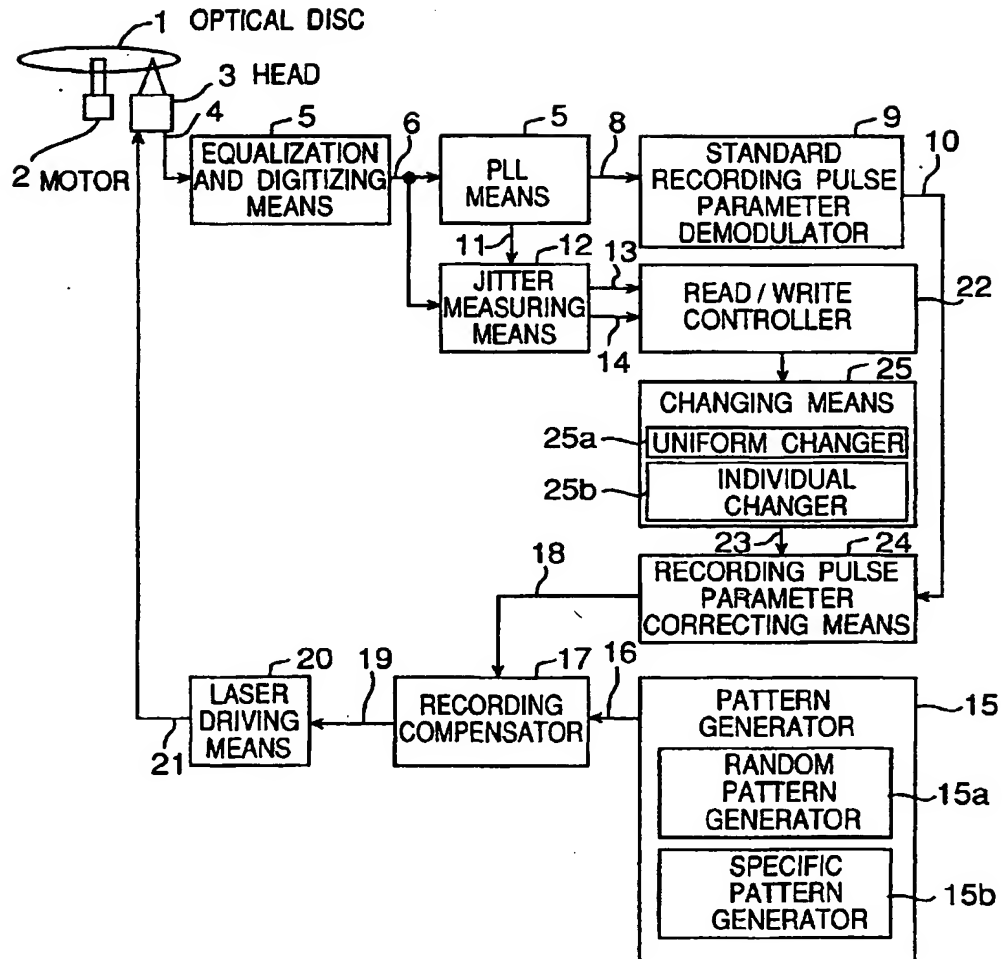 1 OPTICAL DISC
3 HEAD
4
2 MOTOR
5
EQUALIZATION
AND DIGITIZING
MEANS
6
5
PLL
MEANS
8
9
STANDARD
RECORDING PULSE
PARAMETER
DEMODULATOR
10
11
12
JITTER
MEASURING
MEANS
13
14
READ/WRITE
CONTROLLER
22
25
CHANGING MEANS
25a
UNIFORM CHANGER
25b
INDIVIDUAL
CHANGER
23
24
RECORDING PULSE
PARAMETER
CORRECTING MEANS
18
20
LASER
DRIVING
MEANS
21
19
17
RECORDING
COMPENSATOR
16
PATTERN
GENERATOR
15
RANDOM
PATTERN
GENERATOR
15a
SPECIFIC
PATTERN
GENERATOR
15b